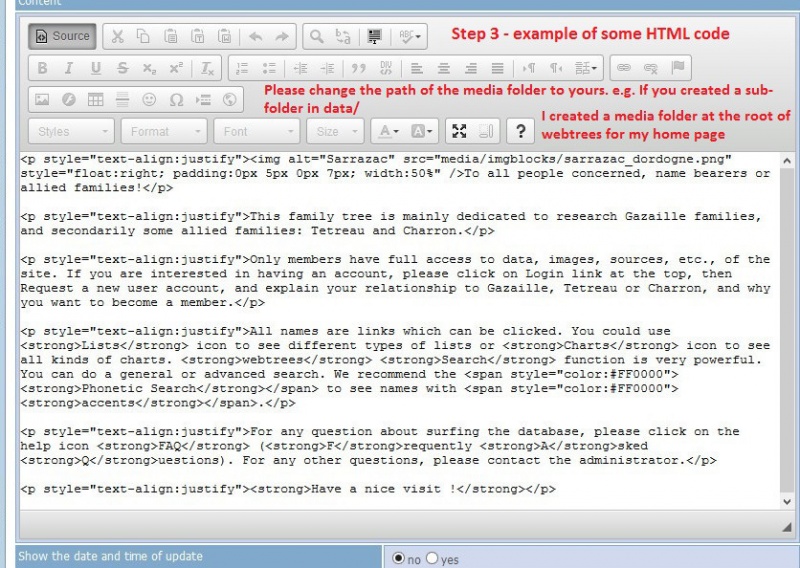 Content
Source
Step 3 - example of some HTML code
Please change the path of the media folder to yours. e.g. If you created a sub-
folder in data/
I created a media folder at the root of
webtrees for my home page
Styles Format Font Size
<p style="text-align:justify"><img alt="Sarrazac" src="media/imgblocks/sarrazac_dordogne.png"
style="float:right; padding:0px 5px 0px 7px; width:50%" />To all people concerned, name bearers or
allied families!</p>
<p style="text-align:justify">This family tree is mainly dedicated to research Gazaille families,
and secondarily some allied families: Tetreau and Charron.</p>
<p style="text-align:justify">Only members have full access to data, images, sources, etc., of the
site. If you are interested in having an account, please click on Login link at the top, then
Request a new user account, and explain your relationship to Gazaille, Tetreau or Charron, and why
you want to become a member.</p>
<p style="text-align:justify">All names are links which can be clicked. You could use
<strong>Lists</strong> icon to see different types of lists or <strong>Charts</strong> icon to see
all kinds of charts. <strong>webtrees</strong> <strong>Search</strong> function is very powerful.
You can do a general or advanced search. We recommend the <span style="color:#FF0000">
<strong>Phonetic Search</strong></span> to see names with <span style="color:#FF0000">
<strong>accents</strong></span>.</p>
<p style="text-align:justify">For any question about surfing the database, please click on the
help icon <strong>FAQ</strong> (<strong>F</strong>requently <strong>A</strong>sked
<strong>Q</strong>uestions). For any other questions, please contact the administrator.</p>
<p style="text-align:justify"><strong>Have a nice visit !</strong></p>
Show the date and time of update
no yes